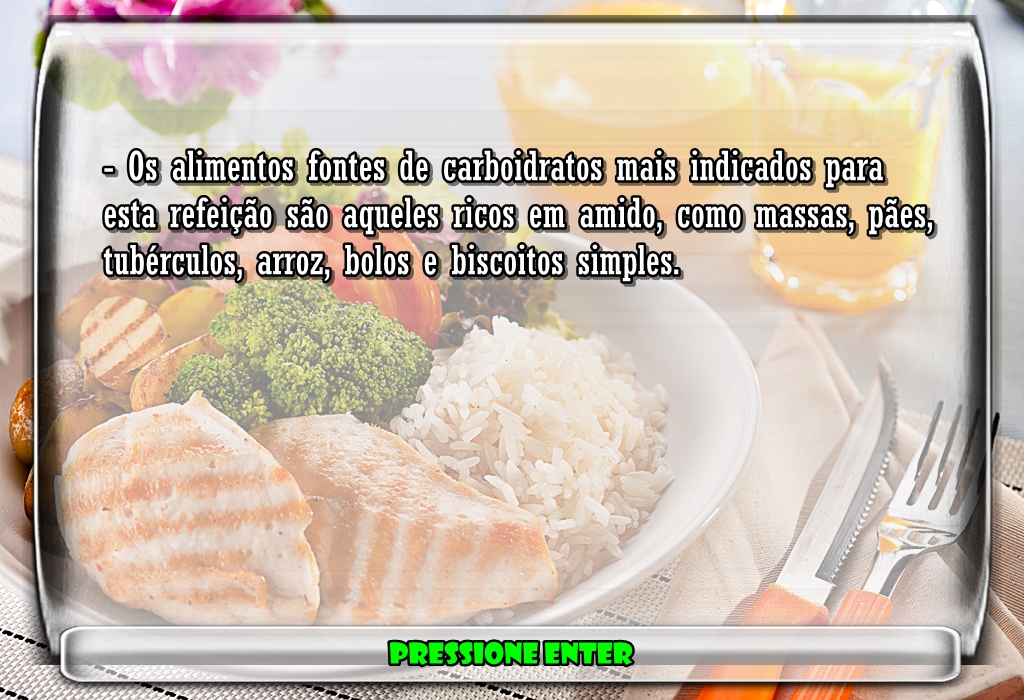 - Os alimentos fontes de carboidratos mais indicados para
esta refeição são aqueles ricos em amido, como massas, pães,
tubérculos, arroz, bolos e biscoitos simples.
PRESSIONE ENTER